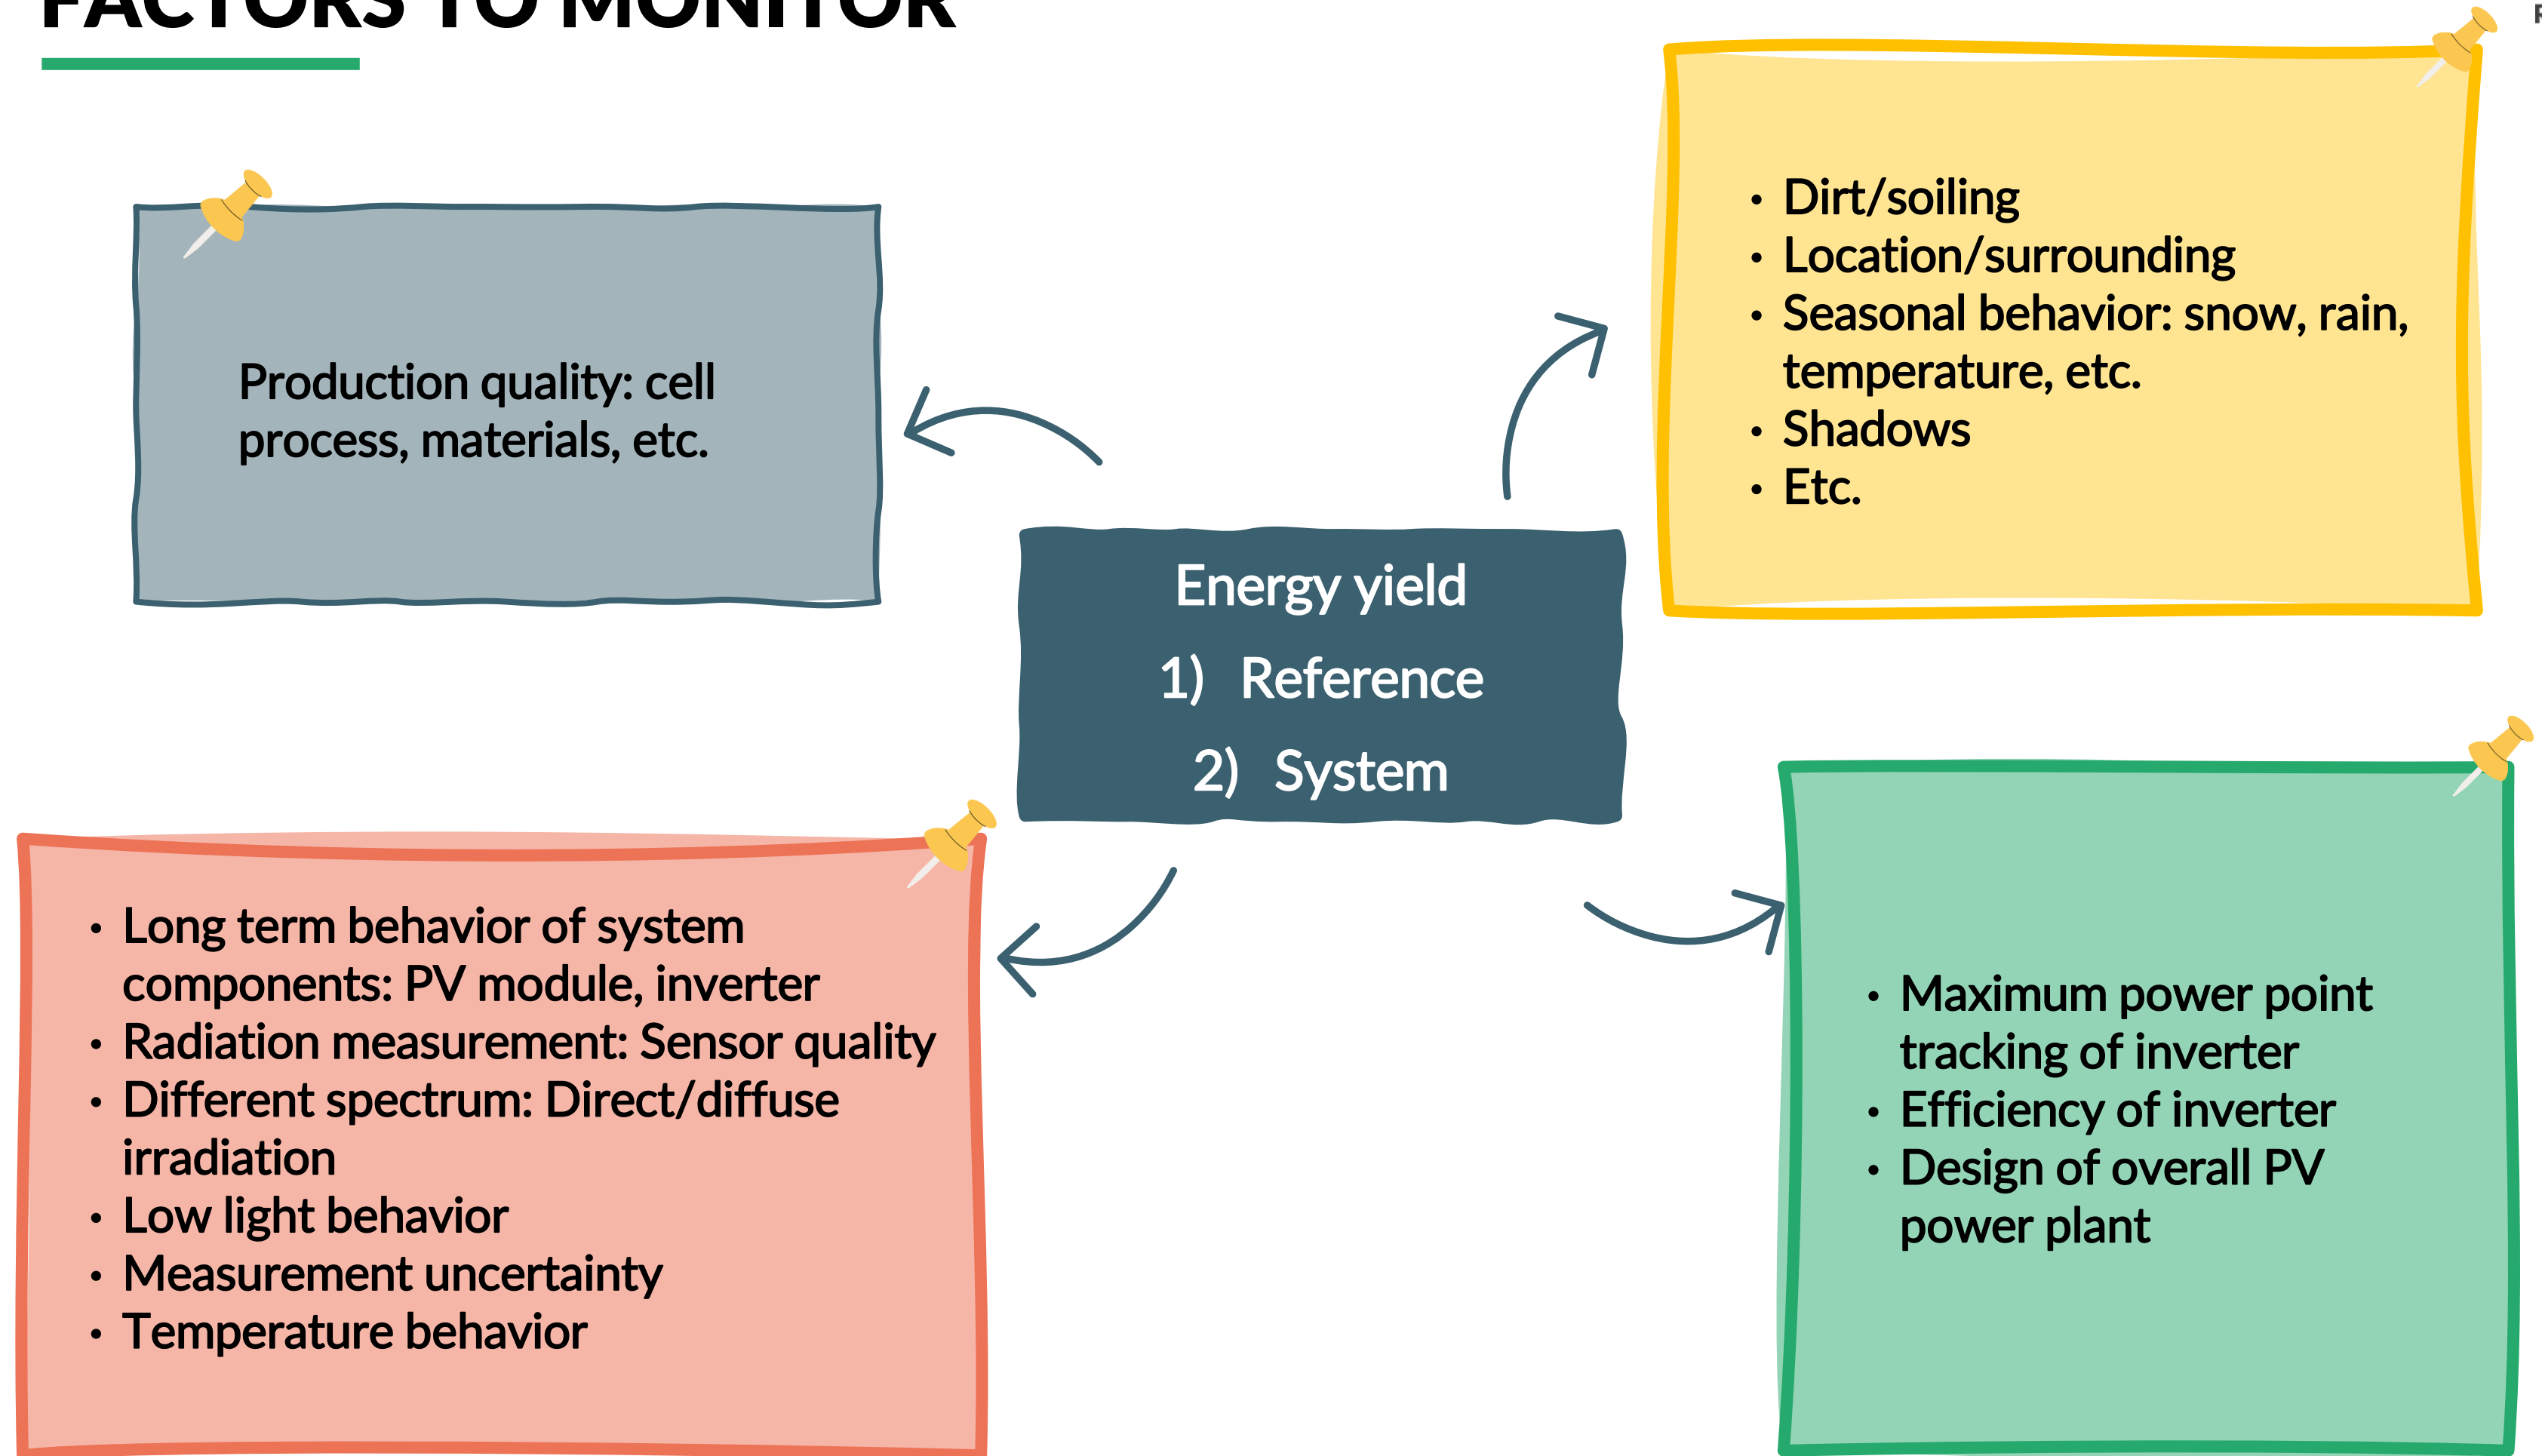 FACTORS TO MONITOR
Production quality: cell
process, materials, etc.
• Dirt/soiling
• Location/surrounding
• Seasonal behavior: snow, rain,
temperature, etc.
• Shadows
• Etc.
Energy yield
1) Reference
2) System
• Long term behavior of system
components: PV module, inverter
• Radiation measurement: Sensor quality
• Different spectrum: Direct/diffuse
irradiation
• Low light behavior
• Measurement uncertainty
• Temperature behavior
• Maximum power point
tracking of inverter
• Efficiency of inverter
• Design of overall PV
power plant